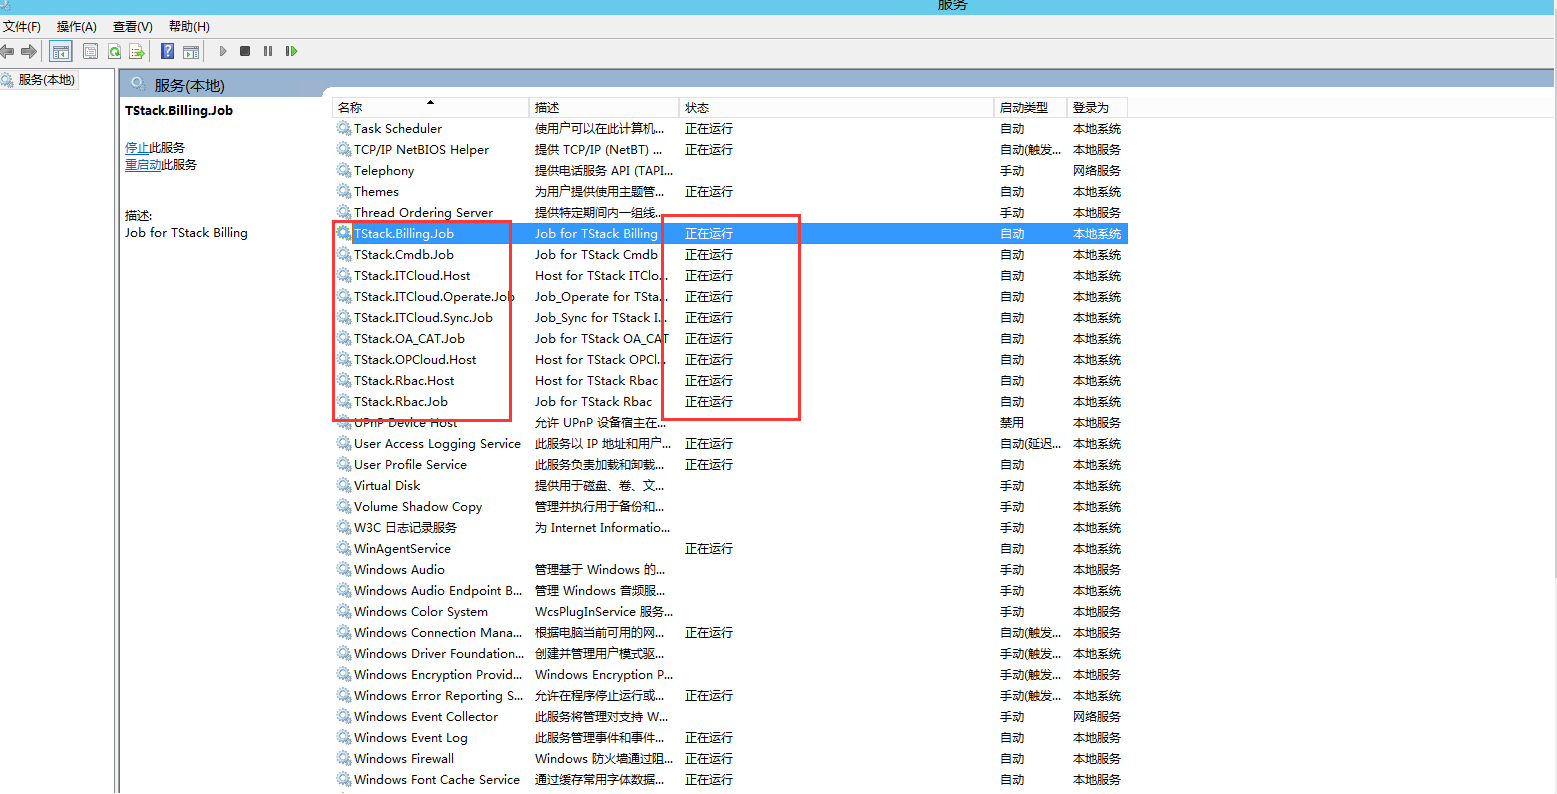 服务
文件(F) 操作(A) 查看(V) 帮助(H)
服务(本地)
服务(本地)
TStack.Billing.Job
停止此服务
重启动此服务
描述:
Job for TStack Billing
名称 描述 状态 启动类型 登录为
Task Scheduler 使用户可以在此计算机... 正在运行 自动 本地系统
TCP/IP NetBIOS Helper 提供 TCP/IP (NetBT) ... 正在运行 自动(触发... 本地服务
Telephony 提供电话服务 API (TAPI... 手动 网络服务
Themes 为用户提供使用主题管... 正在运行 自动 本地系统
Thread Ordering Server 提供特定期间内一组线... 手动 本地服务
TStack.Billing.Job Job for TStack Billing 正在运行 自动 本地系统
TStack.Cmdb.Job Job for TStack Cmdb 正在运行 自动 本地系统
TStack.ITCloud.Host Host for TStack ITClo... 正在运行 自动 本地系统
TStack.ITCloud.Operate.Job Job_Operate for TSta... 正在运行 自动 本地系统
TStack.ITCloud.Sync.Job Job_Sync for TStack I... 正在运行 自动 本地系统
TStack.OA_CAT.Job Job for TStack OA_CAT 正在运行 自动 本地系统
TStack.OPCloud.Host Host for TStack OPCl... 正在运行 自动 本地系统
TStack.Rbac.Host Host for TStack Rbac 正在运行 自动 本地系统
TStack.Rbac.Job Job for TStack Rbac 正在运行 自动 本地系统
UPnP Device Host 允许 UPnP 设备宿主在... 禁用 本地服务
User Access Logging Service 此服务以 IP 地址和用户... 正在运行 自动(延迟... 本地系统
User Profile Service 此服务负责加载和卸载... 正在运行 自动 本地系统
Virtual Disk 提供用于磁盘、卷、文... 手动 本地系统
Volume Shadow Copy 管理并执行用于备份和... 手动 本地系统
W3C 日志记录服务 为 Internet Informatio... 手动 本地系统
WinAgentService 正在运行 自动 本地系统
Windows Audio 管理基于 Windows 的... 手动 本地服务
Windows Audio Endpoint B... 管理 Windows 音频服... 手动 本地系统
Windows Color System WcsPlugInService 服务... 手动 本地服务
Windows Connection Mana... 根据电脑当前可用的网... 正在运行 自动(触发... 本地服务
Windows Driver Foundation... 创建并管理用户模式驱... 手动(触发... 本地系统
Windows Encryption Provid... Windows Encryption P... 手动(触发... 本地服务
Windows Error Reporting S... 允许在程序停止运行或... 正在运行 手动(触发... 本地系统
Windows Event Collector 此服务将管理对支持 W... 手动 网络服务
Windows Event Log 此服务管理事件和事件... 正在运行 自动 本地服务
Windows Firewall Windows 防火墙通过阻... 正在运行 自动 本地服务
Windows Font Cache Service 通过缓存常用字体数据... 正在运行 自动 本地服务